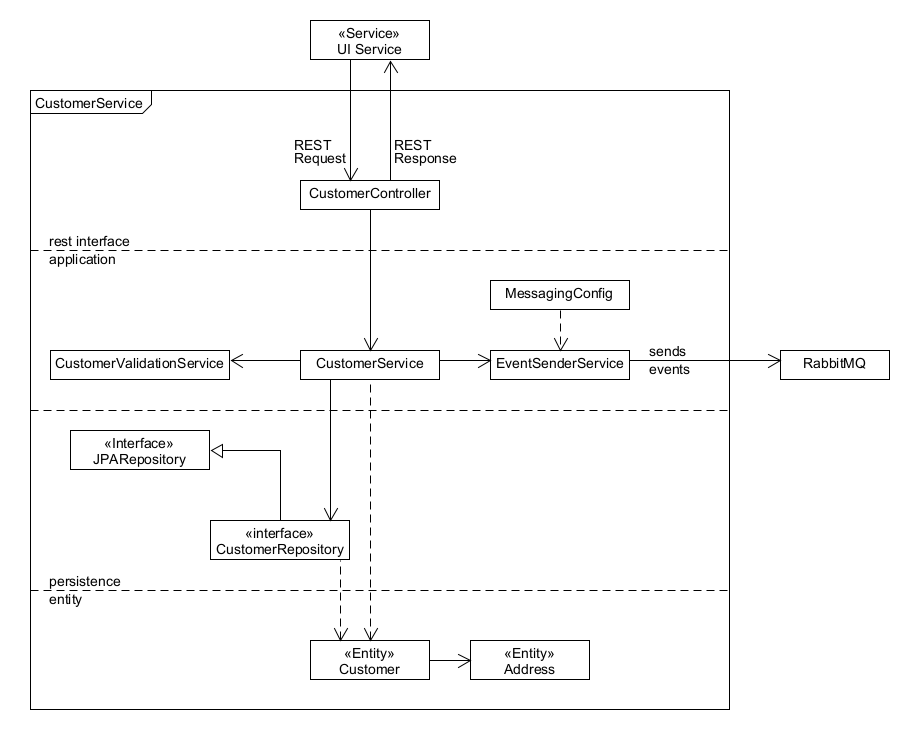 «Service»
UI Service
CustomerService
REST
Request
REST
Response
CustomerController
rest interface
application
MessagingConfig
CustomerValidationService
CustomerService
EventSenderService
sends
events
RabbitMQ
«Interface»
JPARepository
«interface»
CustomerRepository
persistence
entity
«Entity»
Customer
«Entity»
Address